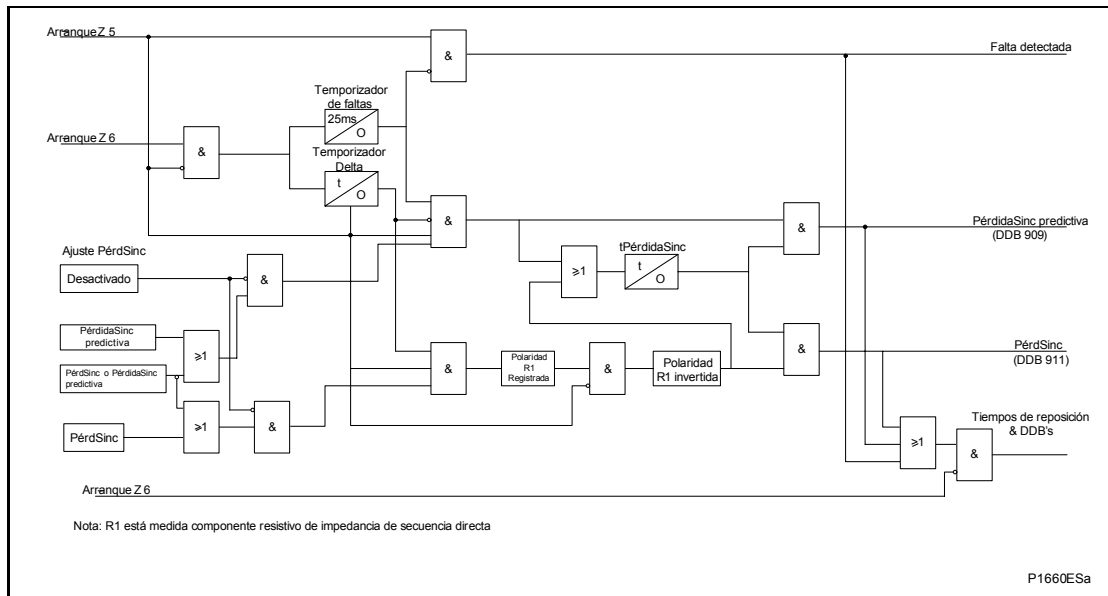 Arranque Z 5
&
Falta detectada
Temporizador
de faltas
25ms
O
Arranque Z 6
&
Temporizador
Delta
t
O
&
Ajuste PérdSinc
Desactivado
&
tPérdidaSinc
≥1
t
O
&
PérdidaSinc predictiva
(DDB 909)
PérdidaSinc
predictiva
≥1
PérdSinc o PérdidaSinc
predictiva
&
Polaridad
R1
Registrada
&
Polaridad
R1 invertida
&
PérdSinc
(DDB 911)
PérdSinc
≥1
&
≥1
&
Tiempos de reposición
& DDB's
Arranque Z 6
Nota: R1 está medida componente resistivo de impedancia de secuencia directa
P1660ESa